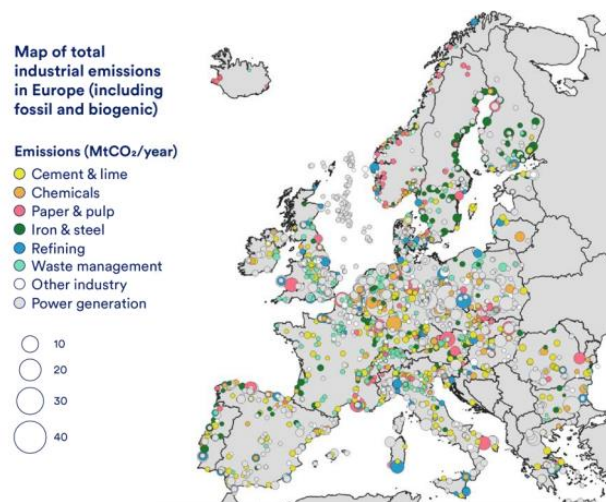 Map of total
industrial emissions
in Europe (including
fossil and biogenic)
Emissions (MtCO₂/year)
Cement & lime
Chemicals
Paper & pulp
Iron & steel
Refining
Waste management
Other industry
Power generation
10
20
30
40